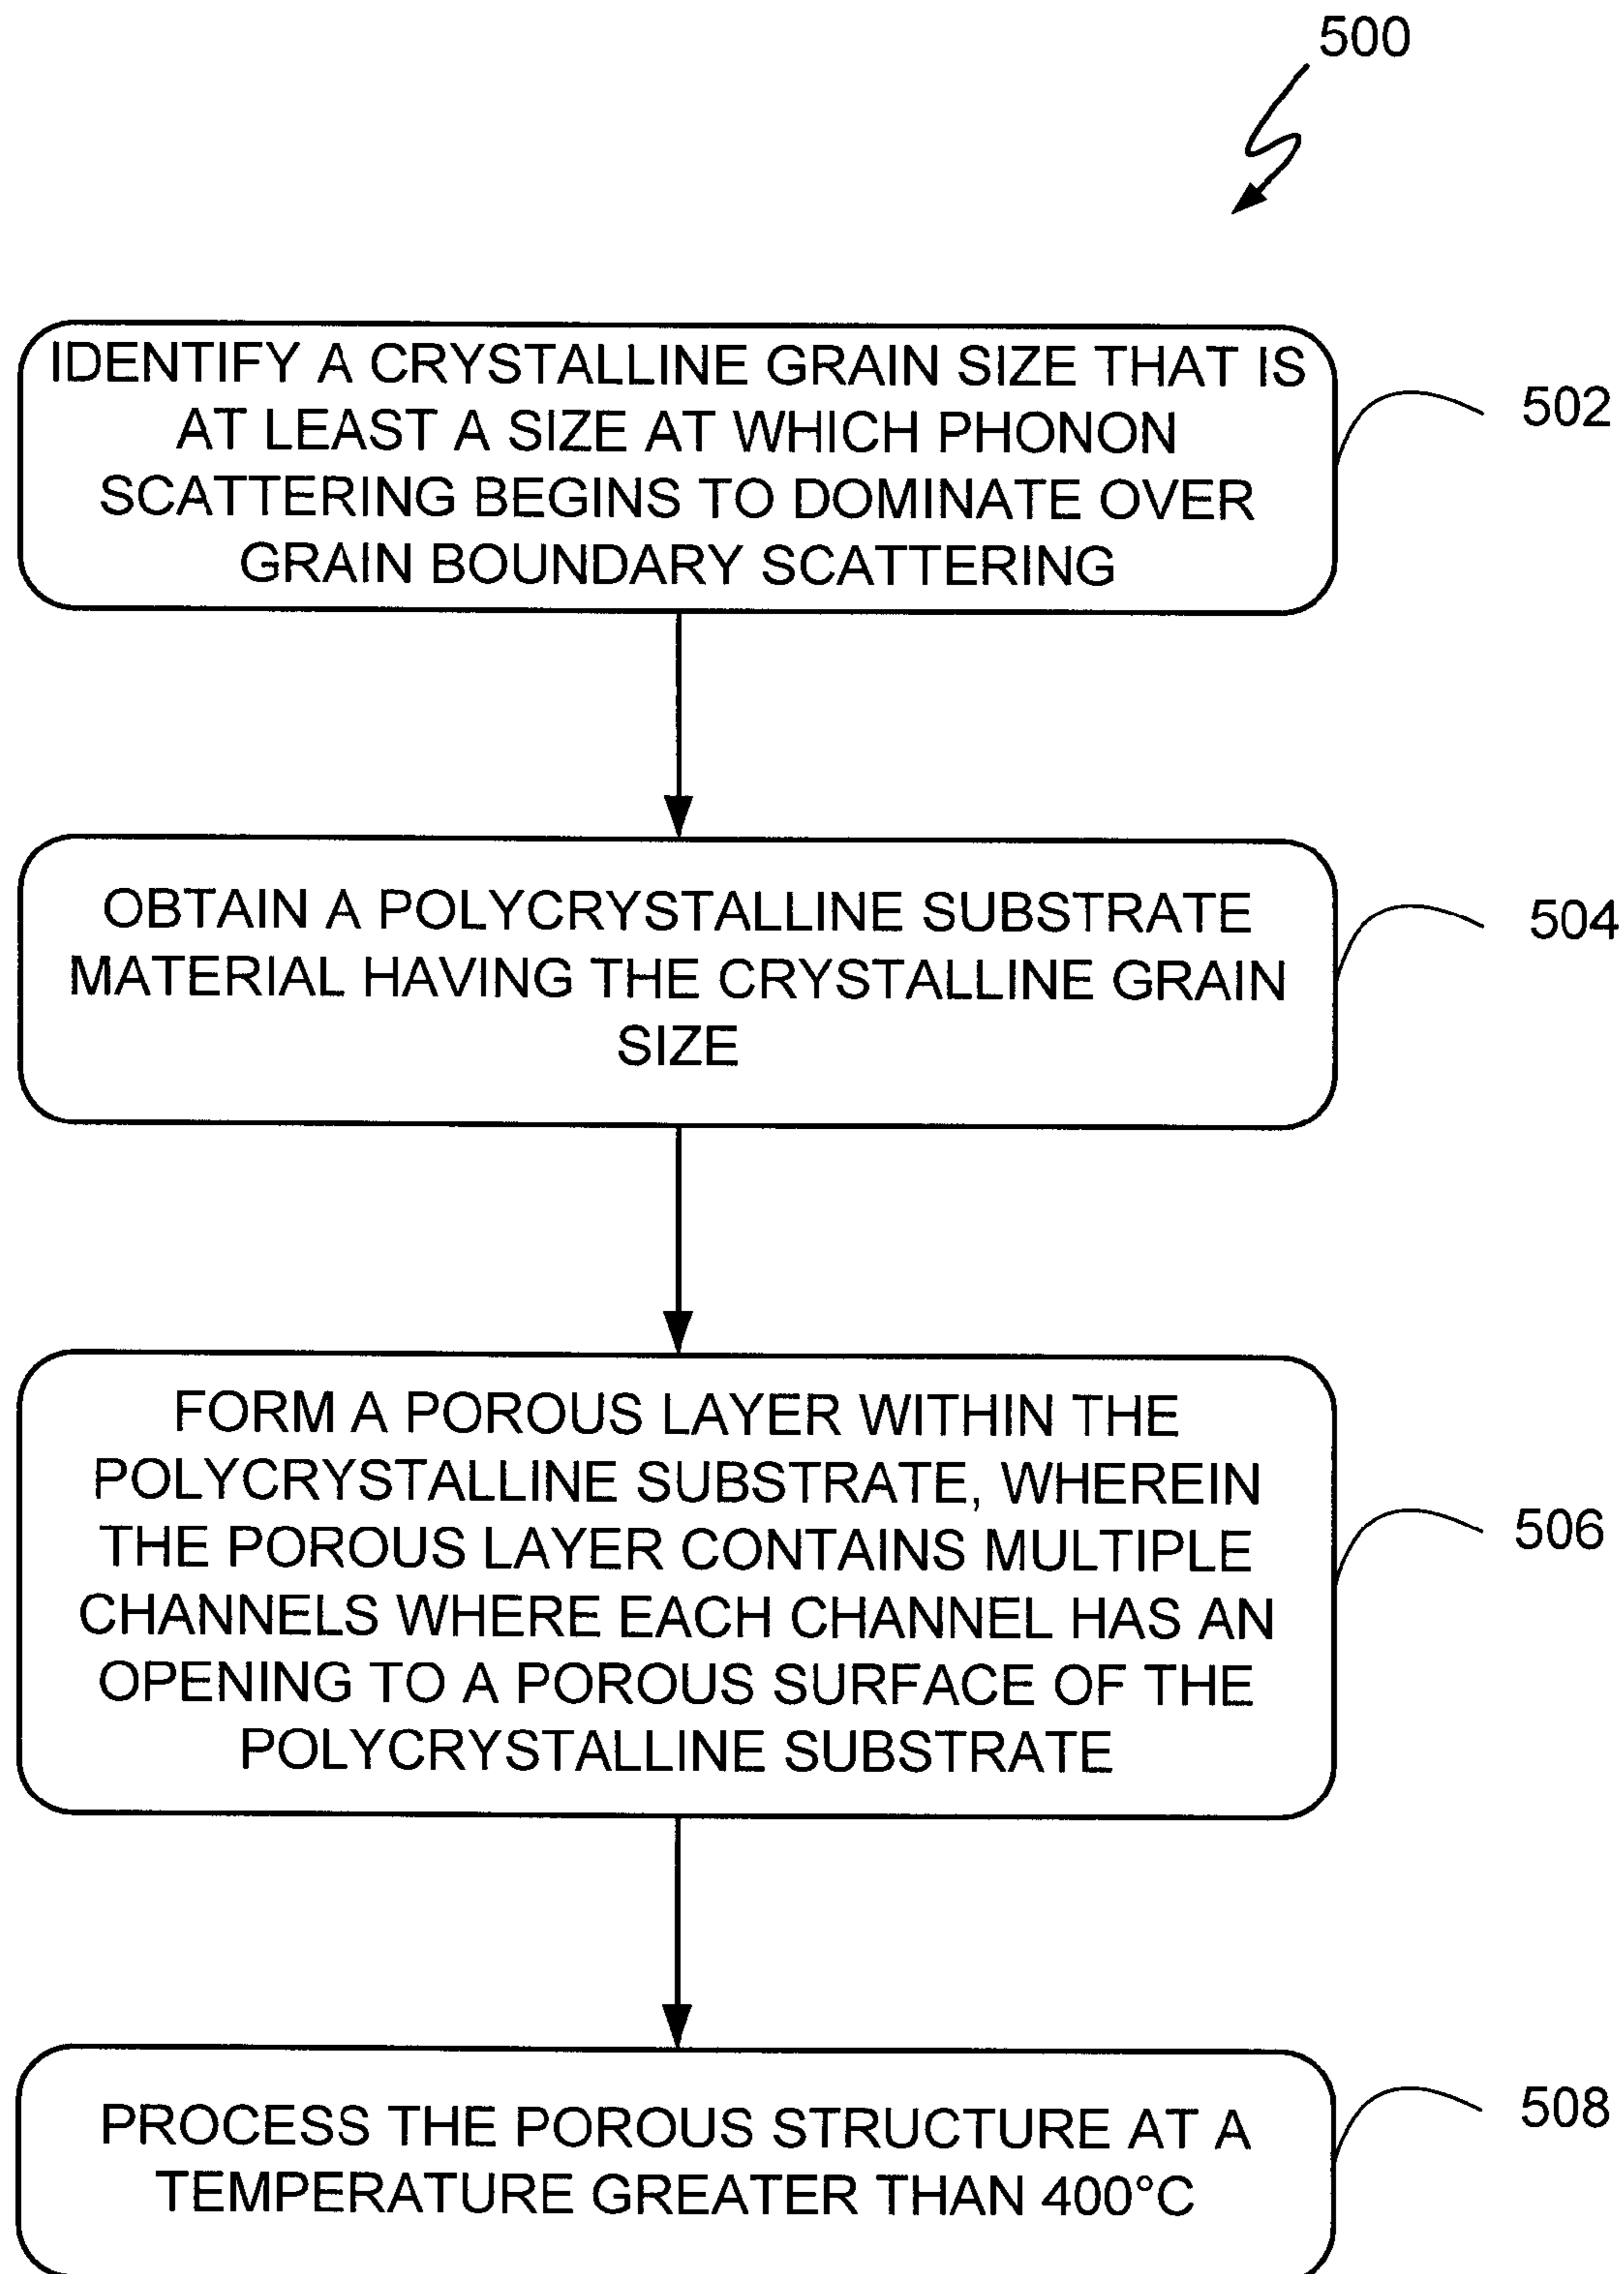 500
IDENTIFY A CRYSTALLINE GRAIN SIZE THAT IS
AT LEAST A SIZE AT WHICH PHONON
SCATTERING BEGINS TO DOMINATE OVER
GRAIN BOUNDARY SCATTERING
502
OBTAIN A POLYCRYSTALLINE SUBSTRATE
MATERIAL HAVING THE CRYSTALLINE GRAIN
SIZE
504
FORM A POROUS LAYER WITHIN THE
POLYCRYSTALLINE SUBSTRATE, WHEREIN
THE POROUS LAYER CONTAINS MULTIPLE
CHANNELS WHERE EACH CHANNEL HAS AN
OPENING TO A POROUS SURFACE OF THE
POLYCRYSTALLINE SUBSTRATE
506
PROCESS THE POROUS STRUCTURE AT A
TEMPERATURE GREATER THAN 400°C
508